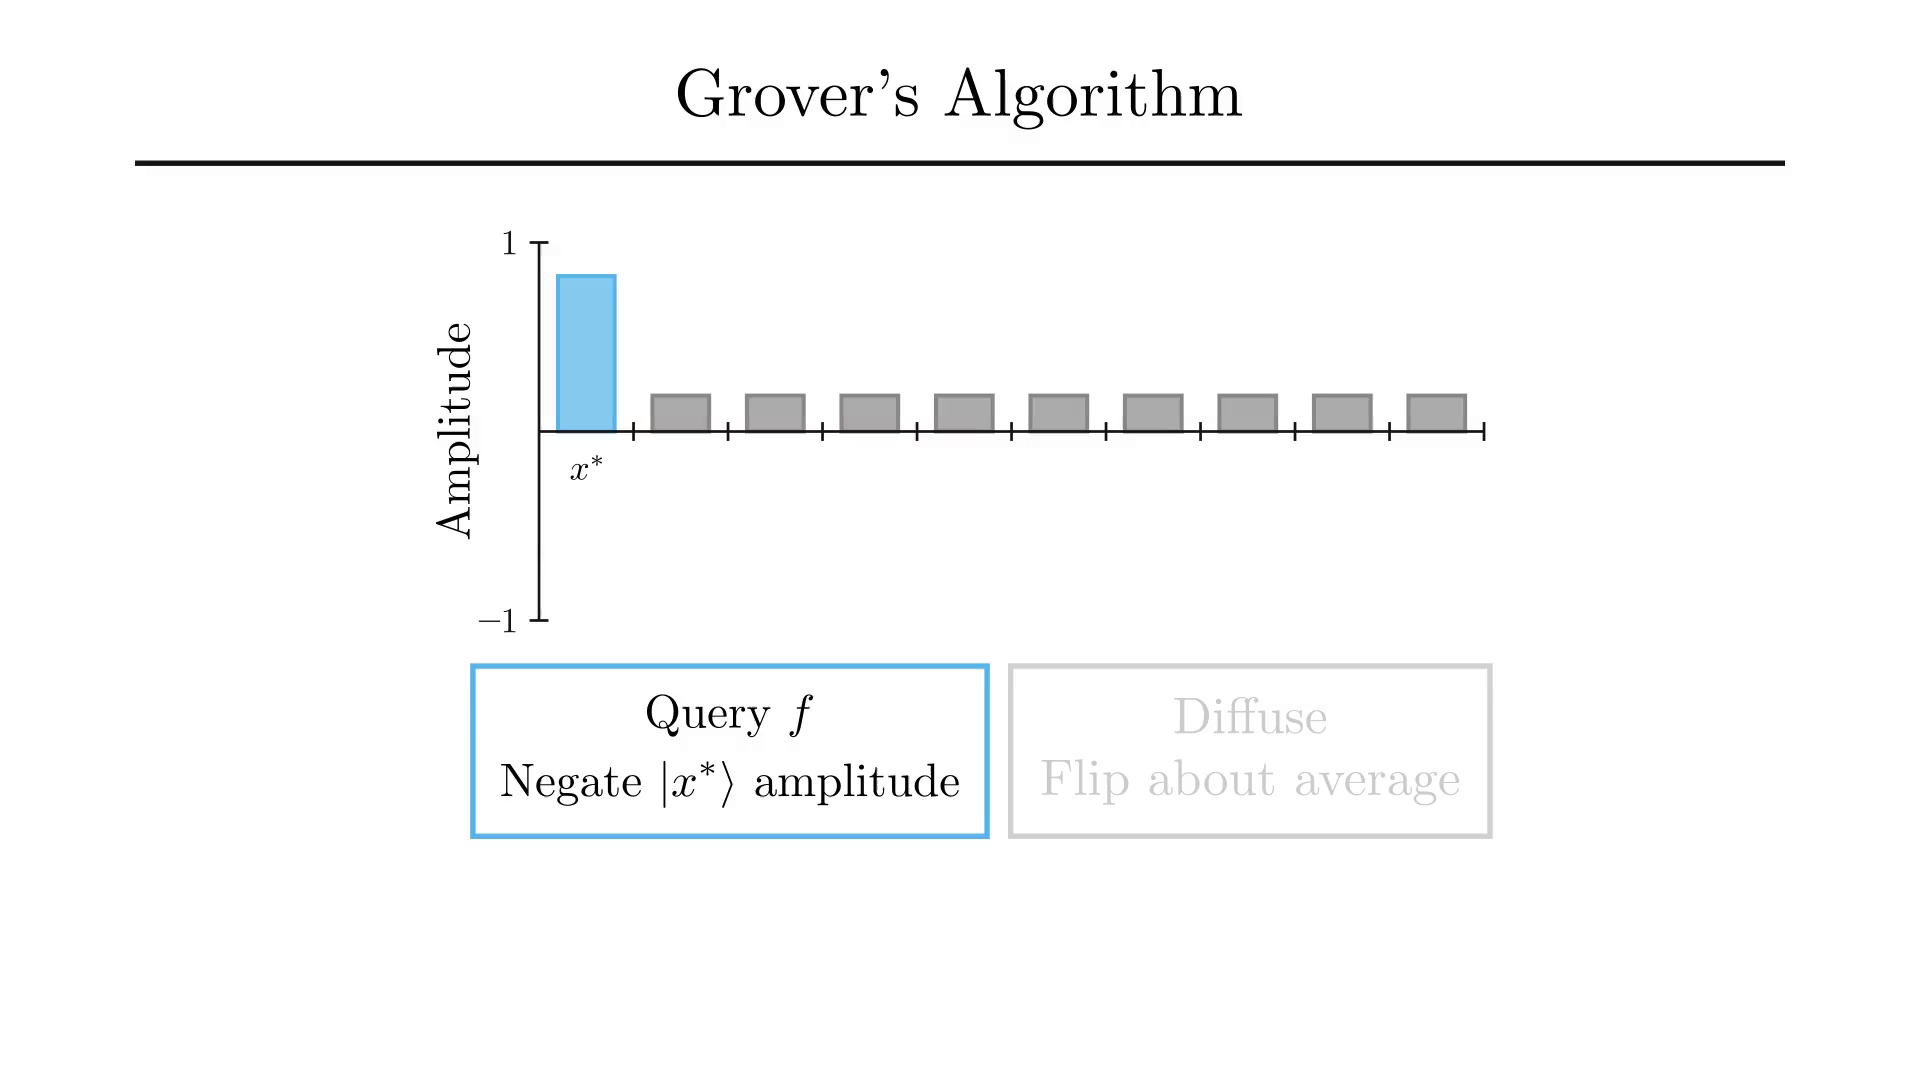 Grover's Algorithm
1
Amplitude
x*
−1
Query f
Negate |x*⟩ amplitude
Diffuse
Flip about average